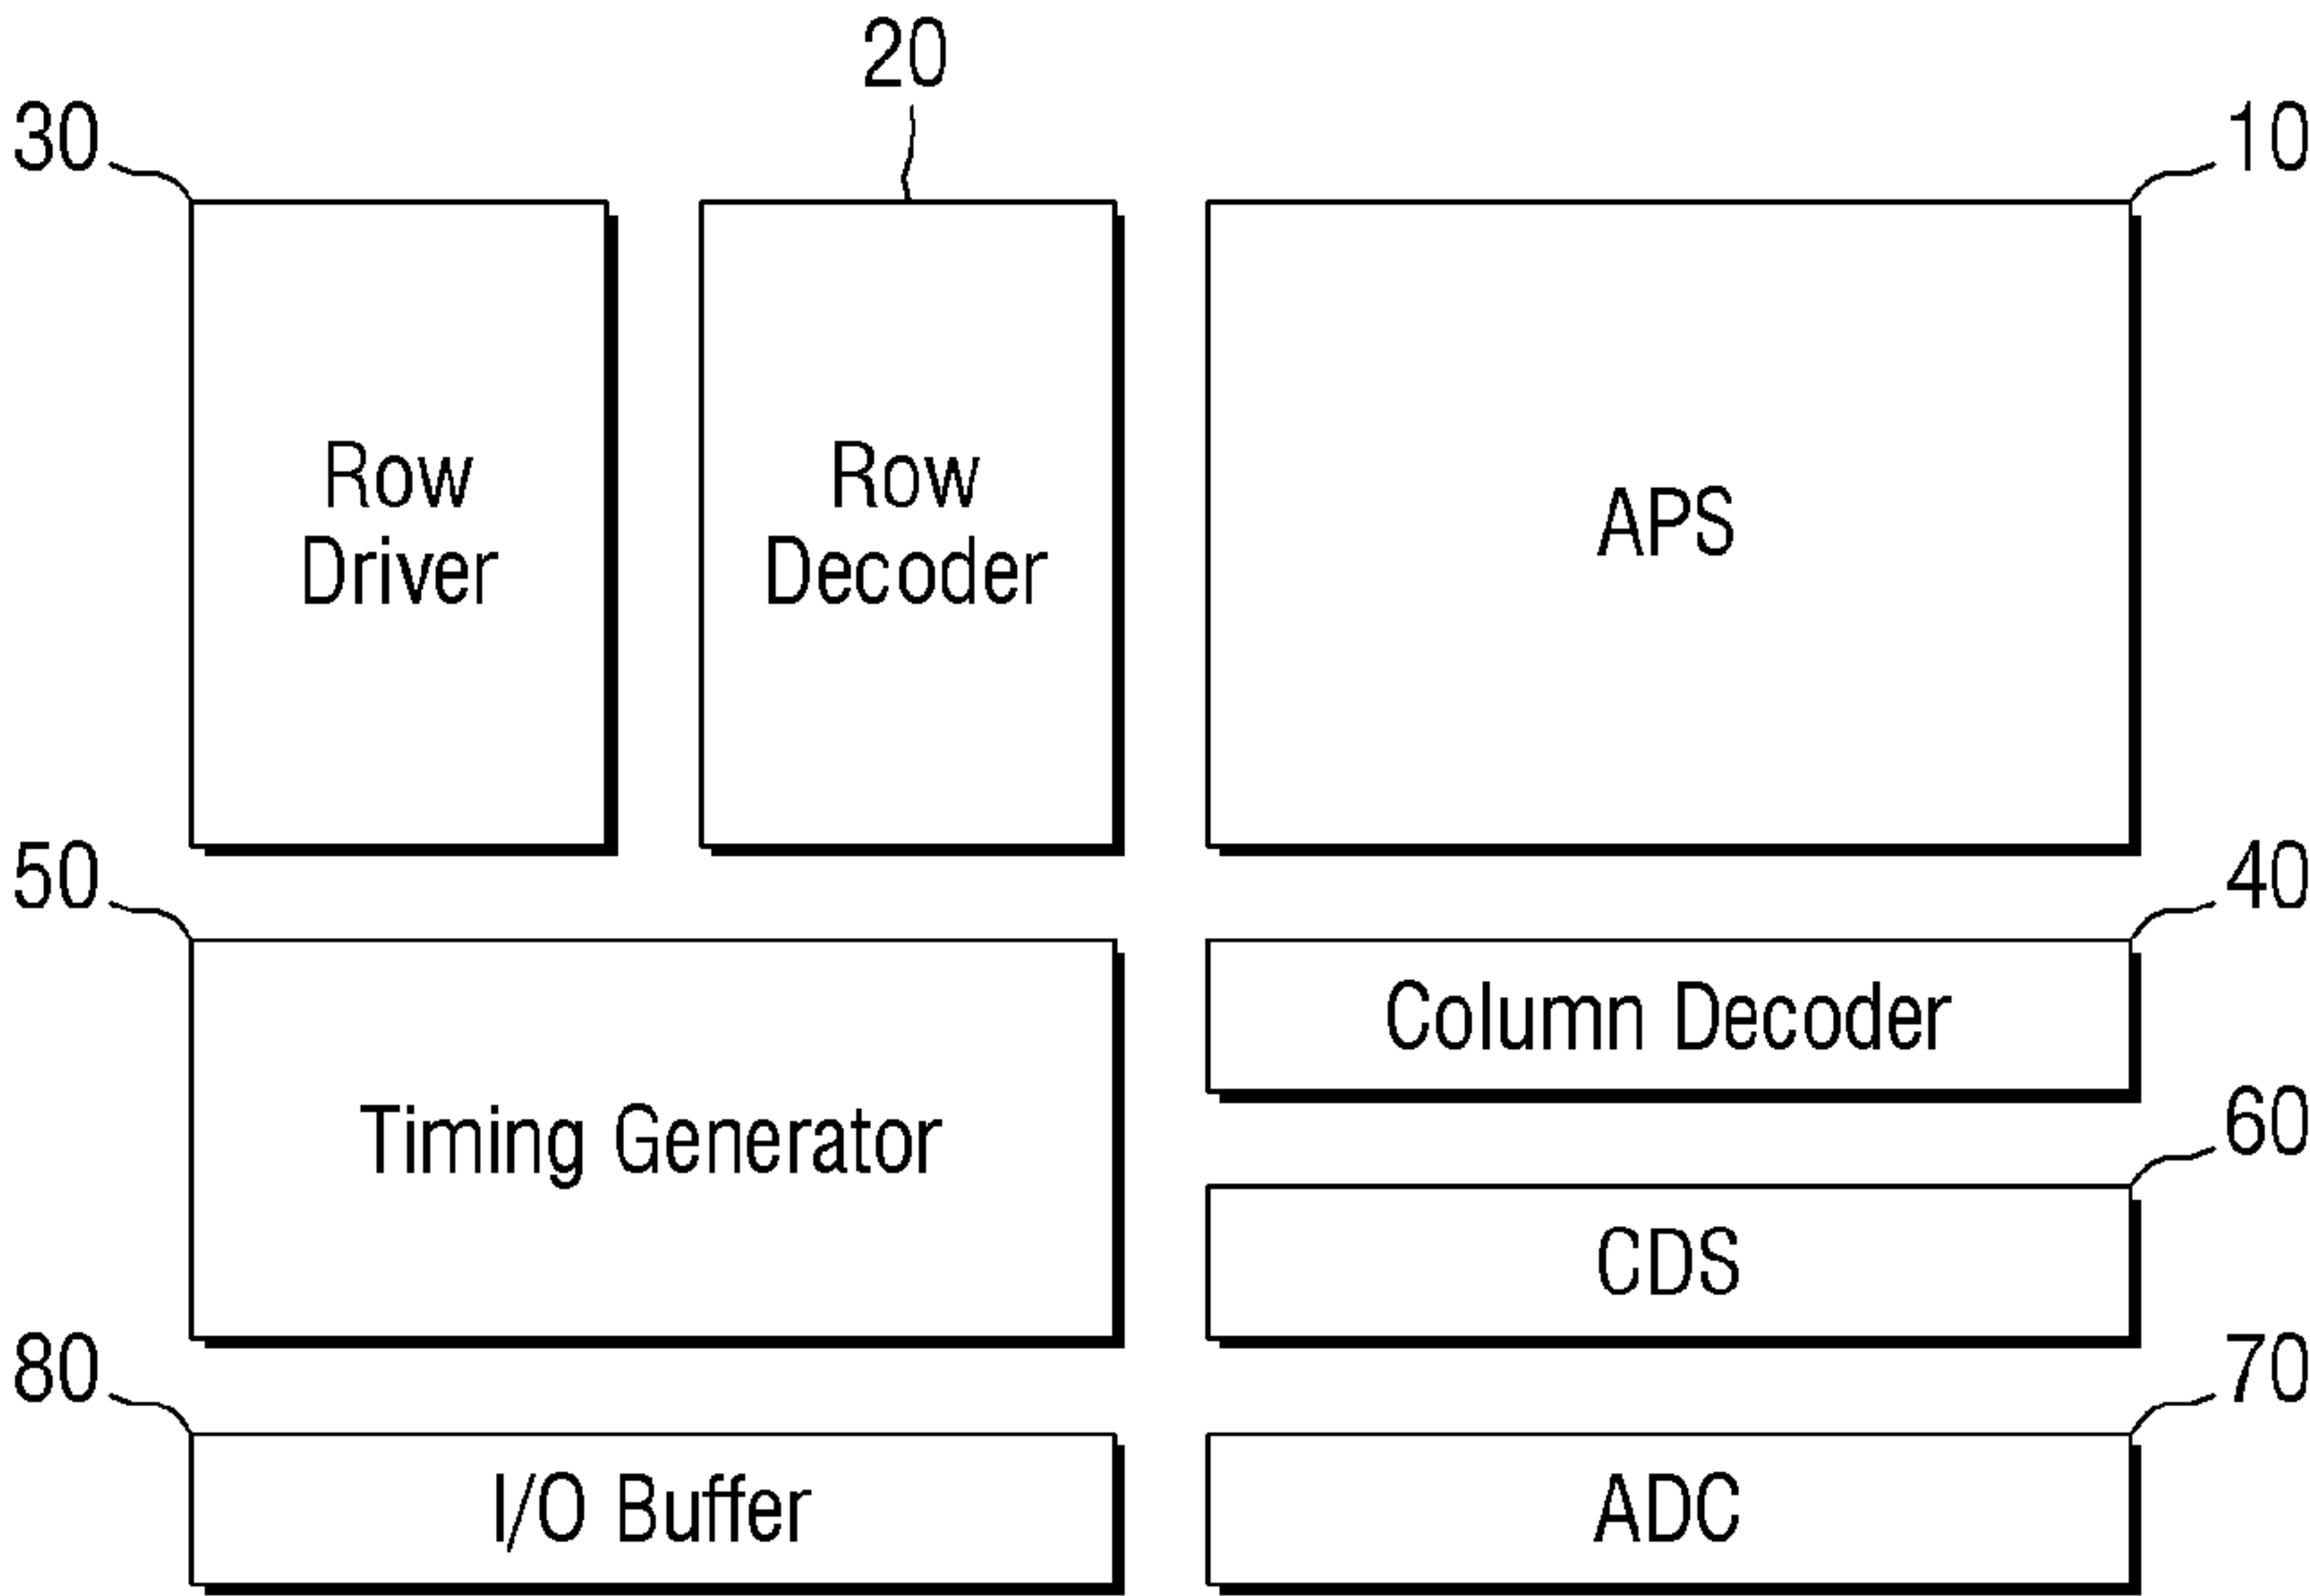 20
30
10
Row
Driver
Row
Decoder
APS
50
40
Column Decoder
Timing Generator
60
CDS
80
70
I/O Buffer
ADC